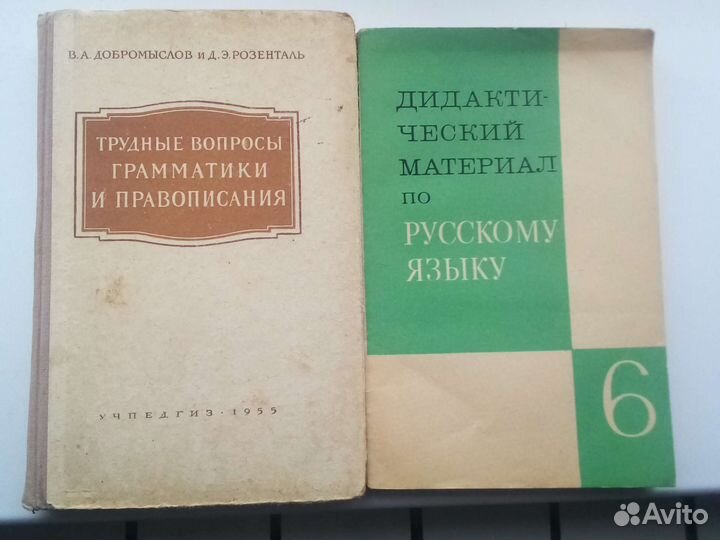 В.А. ДОБРОМЫСЛОВ И Д.Э. РОЗЕНТАЛЬ
ТРУДНЫЕ ВОПРОСЫ
ГРАММАТИКИ
И ПРАВОПИСАНИЯ
УЧПЕДГИЗ · 1955
ДИДАКТИ-
ЧЕСКИЙ
МАТЕРИАЛ
ПО
РУССКОМУ
ЯЗЫКУ
6
Avito